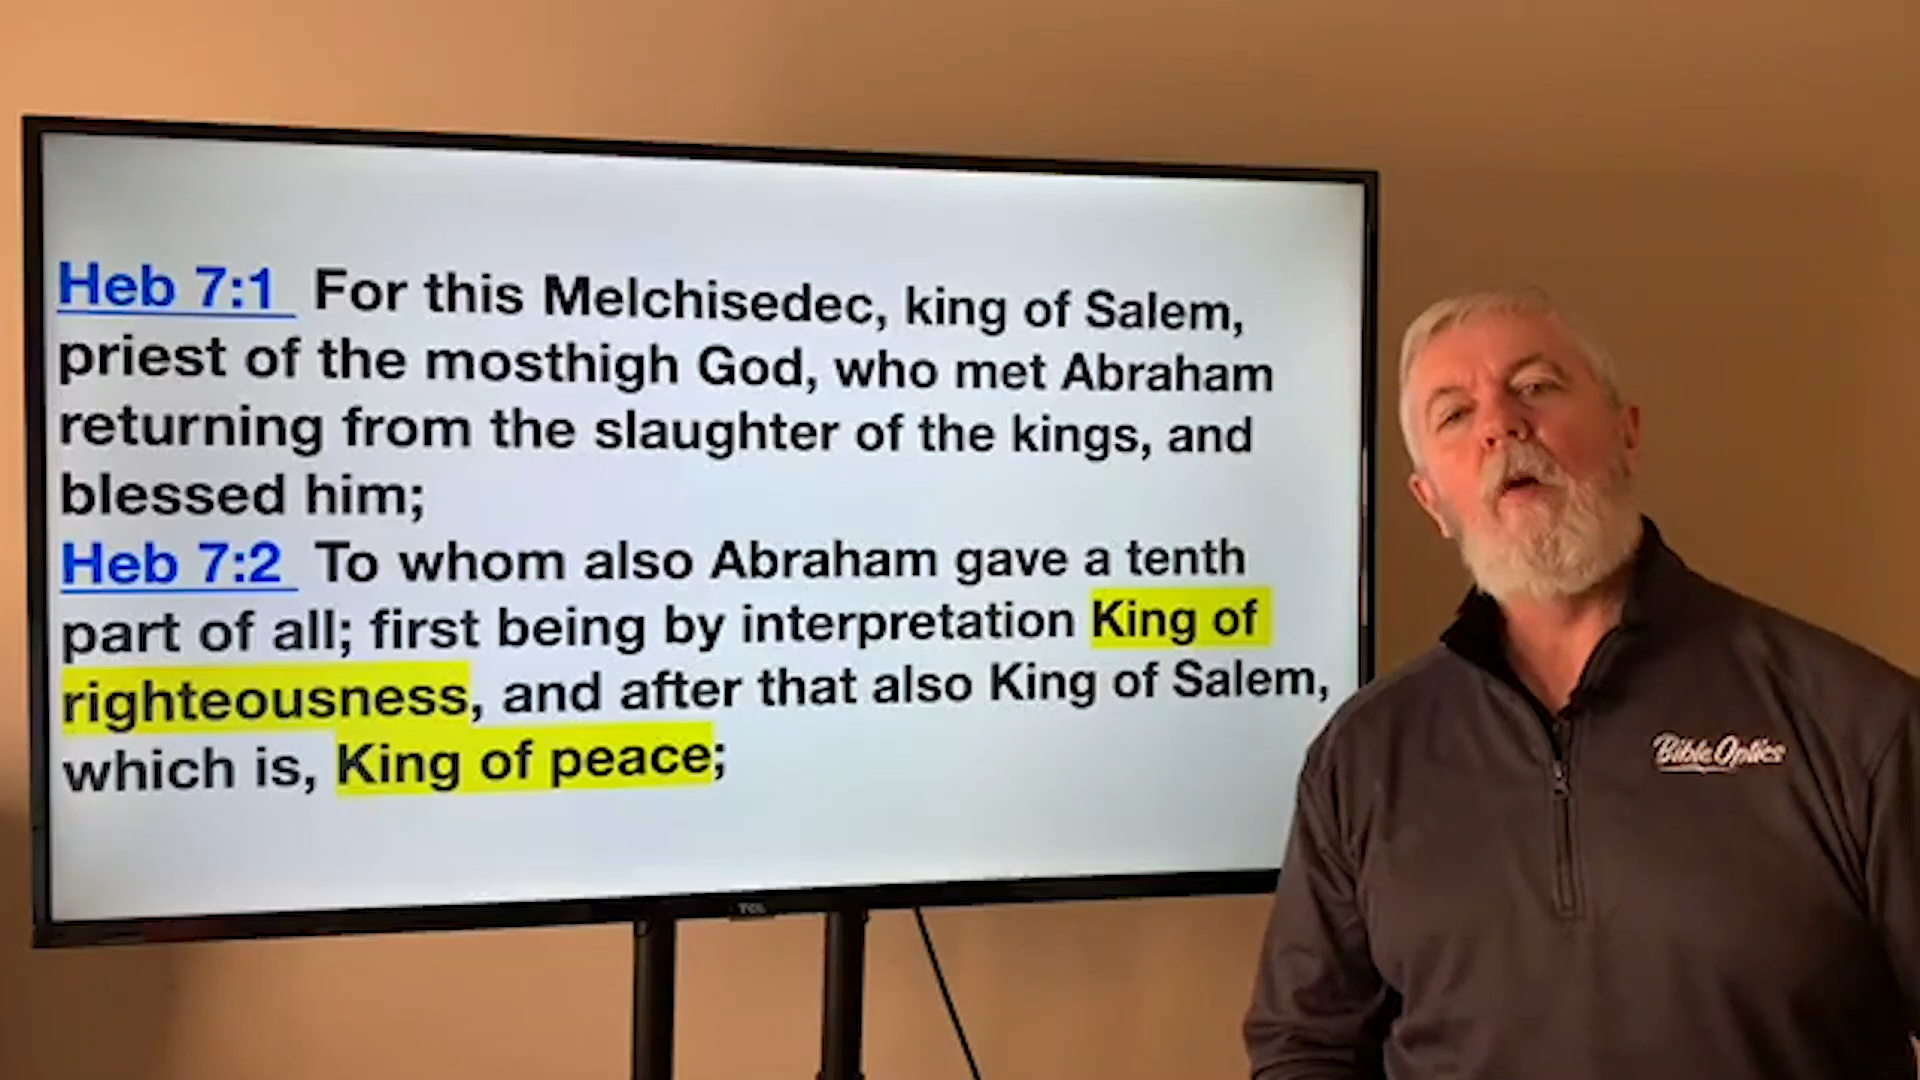 Heb 7:1 For this Melchisedec, king of Salem,
priest of the mosthigh God, who met Abraham
returning from the slaughter of the kings, and
blessed him;
Heb 7:2 To whom also Abraham gave a tenth
part of all; first being by interpretation King of
righteousness, and after that also King of Salem,
which is, King of peace;
TCL
Bible Optics